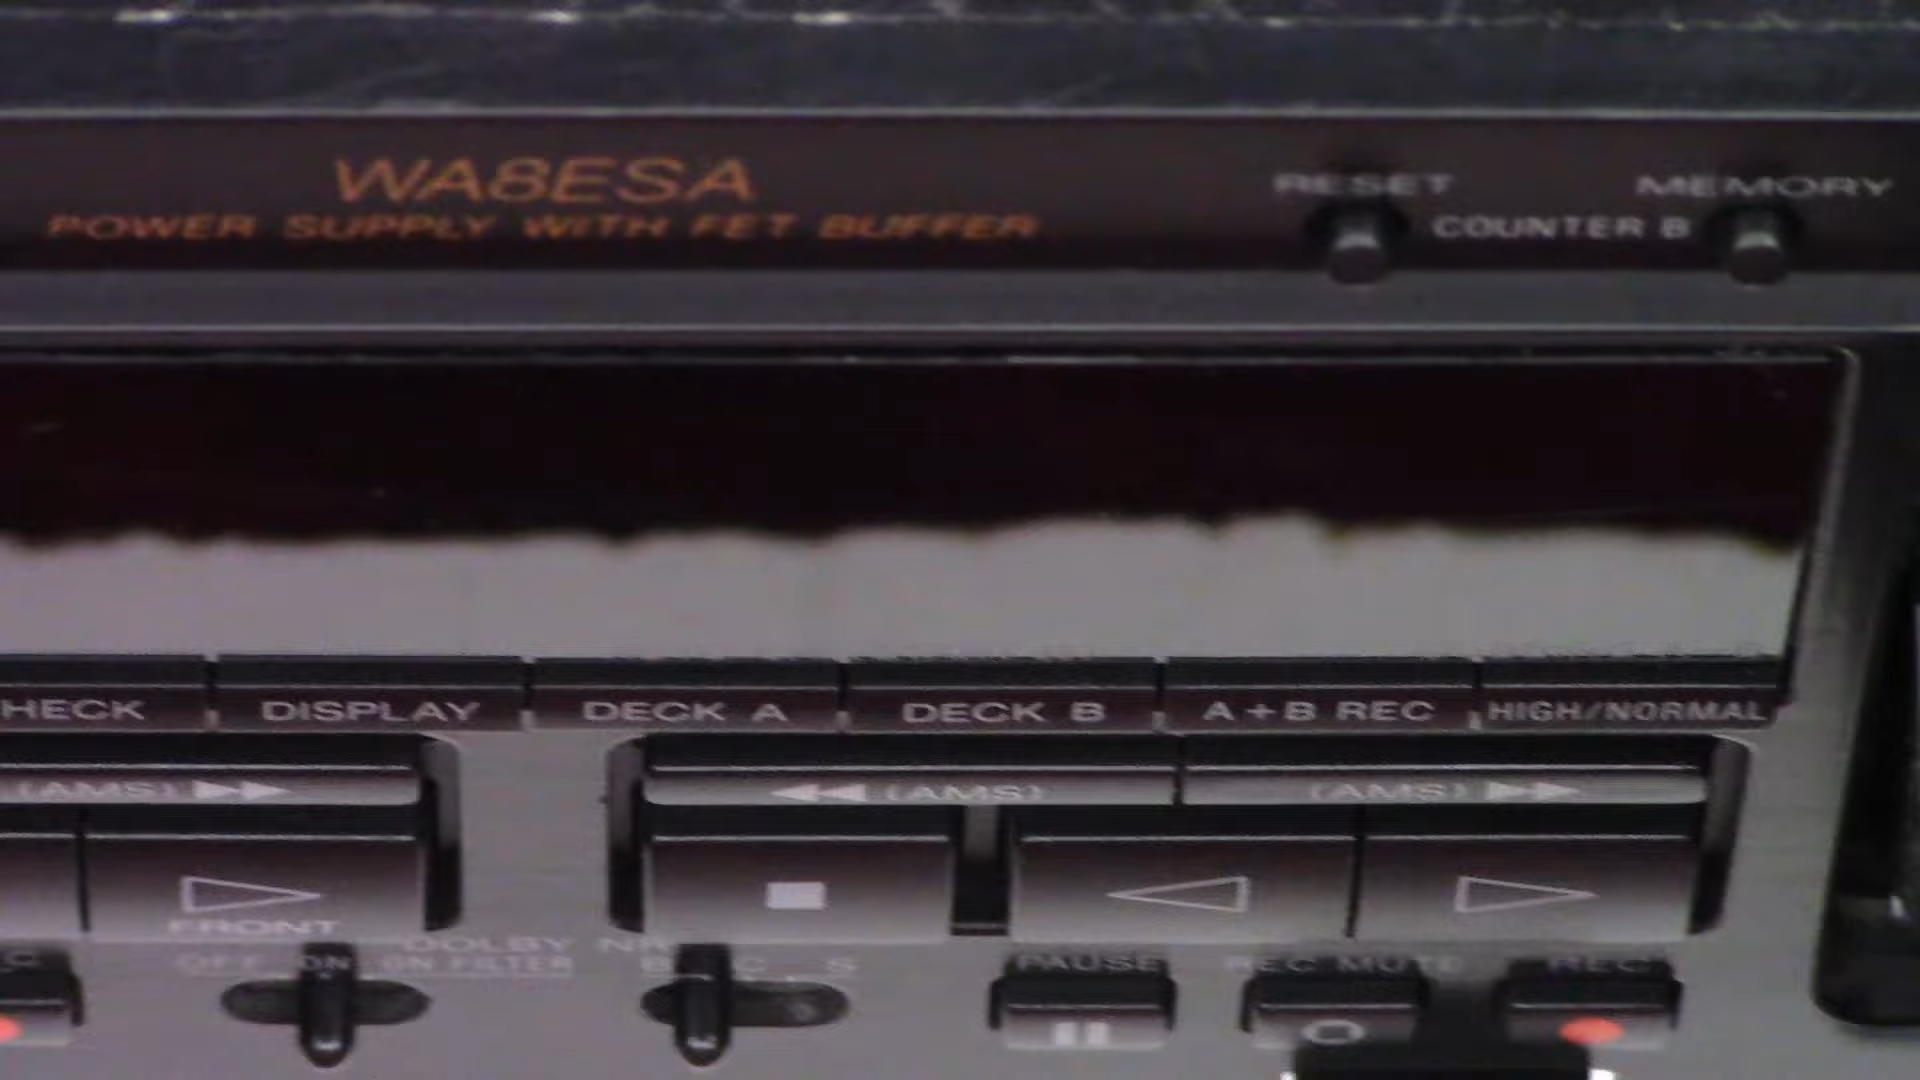 WA8ESA
POWER SUPPLY WITH FET BUFFER
RESET MEMORY
COUNTER B
HECK DISPLAY DECK A DECK B A+B REC HIGH/NORMAL
(AMS) (AMS) (AMS)
FRONT
DOLBY NR
OFF ON ON FILTER B C S
PAUSE REC MUTE REC